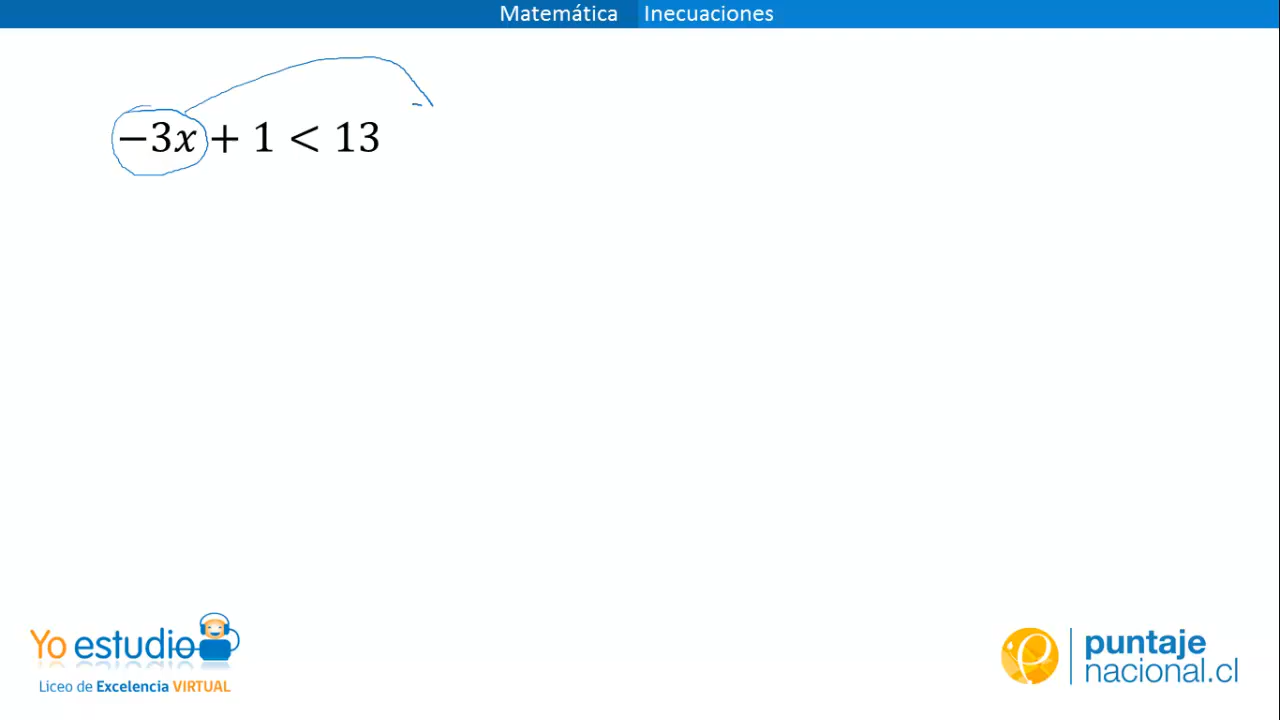 Matemática Inecuaciones
−3x + 1 < 13
Yo estudio
Liceo de Excelencia VIRTUAL
puntaje
nacional.cl